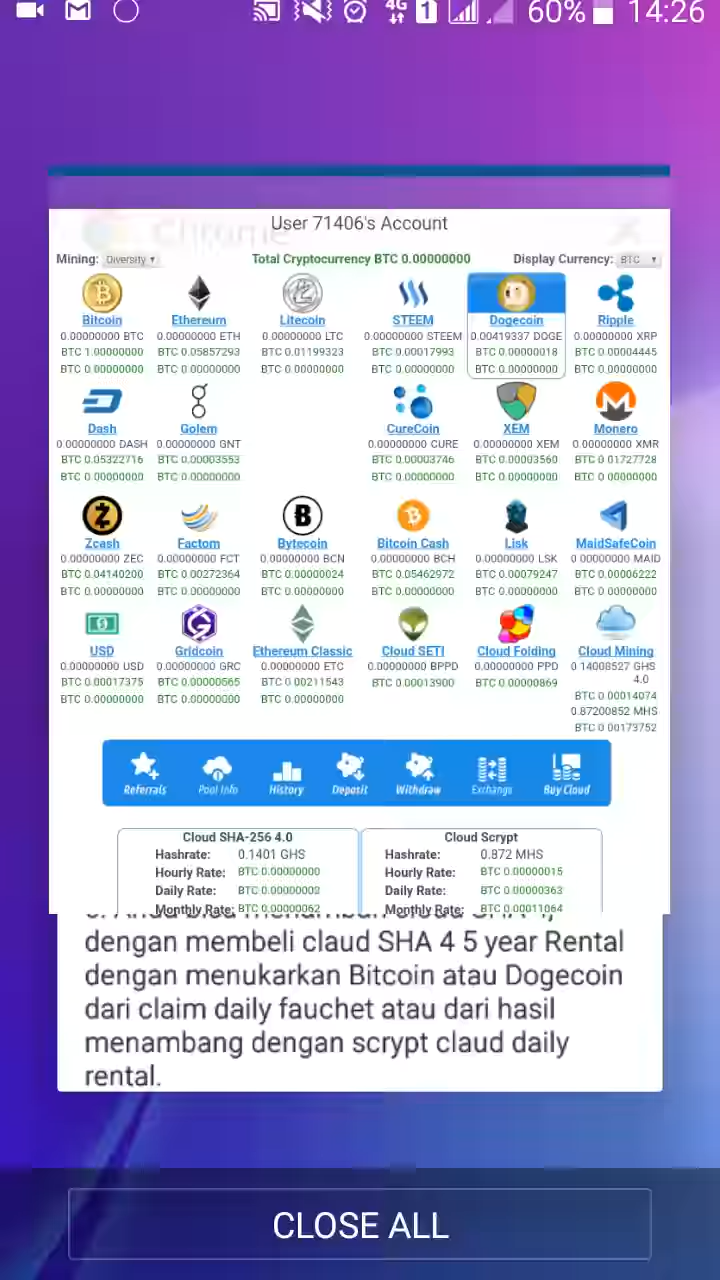 4G 1 60% 14:26
Chrome
User 71406's Account
Mining: Diversity Total Cryptocurrency BTC 0.00000000 Display Currency: BTC
Bitcoin Ethereum Litecoin STEEM Dogecoin Ripple
0.00000000 BTC 0.00000000 ETH 0.00000000 LTC 0.00000000 STEEM 0.00419337 DOGE 0.00000000 XRP
BTC 1.00000000 BTC 0.05857293 BTC 0.01199323 BTC 0.00017993 BTC 0.00000018 BTC 0.00004445
BTC 0.00000000 BTC 0.00000000 BTC 0.00000000 BTC 0.00000000 BTC 0.00000000 BTC 0.00000000
Dash Golem CureCoin XEM Monero
0.00000000 DASH 0.00000000 GNT 0.00000000 CURE 0.00000000 XEM 0.00000000 XMR
BTC 0.05322716 BTC 0.00003553 BTC 0.00003746 BTC 0.00003560 BTC 0.01727728
BTC 0.00000000 BTC 0.00000000 BTC 0.00000000 BTC 0.00000000 BTC 0.00000000
Zcash Factom Bytecoin Bitcoin Cash Lisk MaidSafeCoin
0.00000000 ZEC 0.00000000 FCT 0.00000000 BCN 0.00000000 BCH 0.00000000 LSK 0.00000000 MAID
BTC 0.04140200 BTC 0.00272364 BTC 0.00000024 BTC 0.05462972 BTC 0.00079247 BTC 0.00006222
BTC 0.00000000 BTC 0.00000000 BTC 0.00000000 BTC 0.00000000 BTC 0.00000000 BTC 0.00000000
USD Gridcoin Ethereum Classic Cloud SETI Cloud Folding Cloud Mining
0.00000000 USD 0.00000000 GRC 0.00000000 ETC 0.00000000 BPPD 0.00000000 PPD 0.14008527 GHS
4.0
BTC 0.00017375 BTC 0.00000565 BTC 0.00211543 BTC 0.00013900 BTC 0.00000869 BTC 0.00014074
BTC 0.00000000 BTC 0.00000000 BTC 0.00000000 0.87200852 MHS
BTC 0.00173752
Referrals Pool Info History Deposit Withdraw Exchange Buy Cloud
Cloud SHA-256 4.0 Cloud Scrypt
Hashrate: 0.1401 GHS Hashrate: 0.872 MHS
Hourly Rate: BTC 0.00000000 Hourly Rate: BTC 0.00000015
Daily Rate: BTC 0.00000002 Daily Rate: BTC 0.00000363
Monthly Rate: BTC 0.00000062 Monthly Rate: BTC 0.00011064
dengan membeli claud SHA 4 5 year Rental
dengan menukarkan Bitcoin atau Dogecoin
dari claim daily fauchet atau dari hasil
menambang dengan scrypt claud daily
rental.
CLOSE ALL